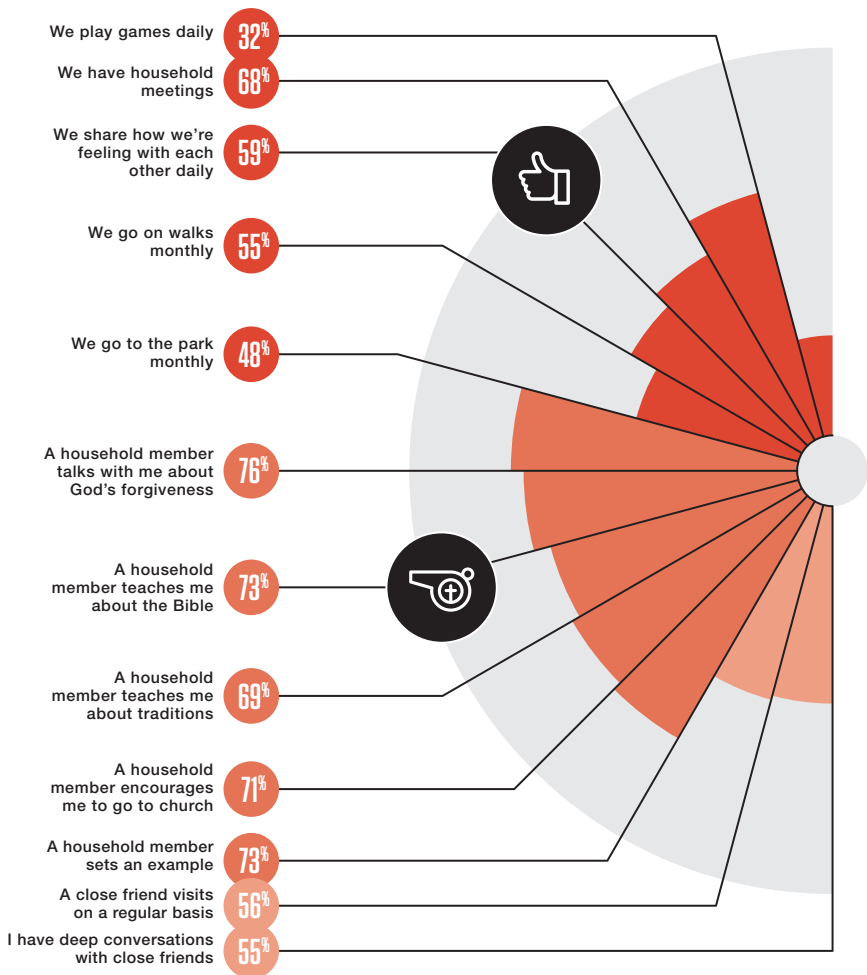 We play games daily
32%
We have household
meetings
68%
We share how we're
feeling with each
other daily
59%
We go on walks
monthly
55%
We go to the park
monthly
48%
A household member
talks with me about
God's forgiveness
76%
A household
member teaches me
about the Bible
73%
A household
member teaches me
about traditions
69%
A household
member encourages
me to go to church
71%
A household member
sets an example
73%
A close friend visits
on a regular basis
56%
I have deep conversations
with close friends
55%